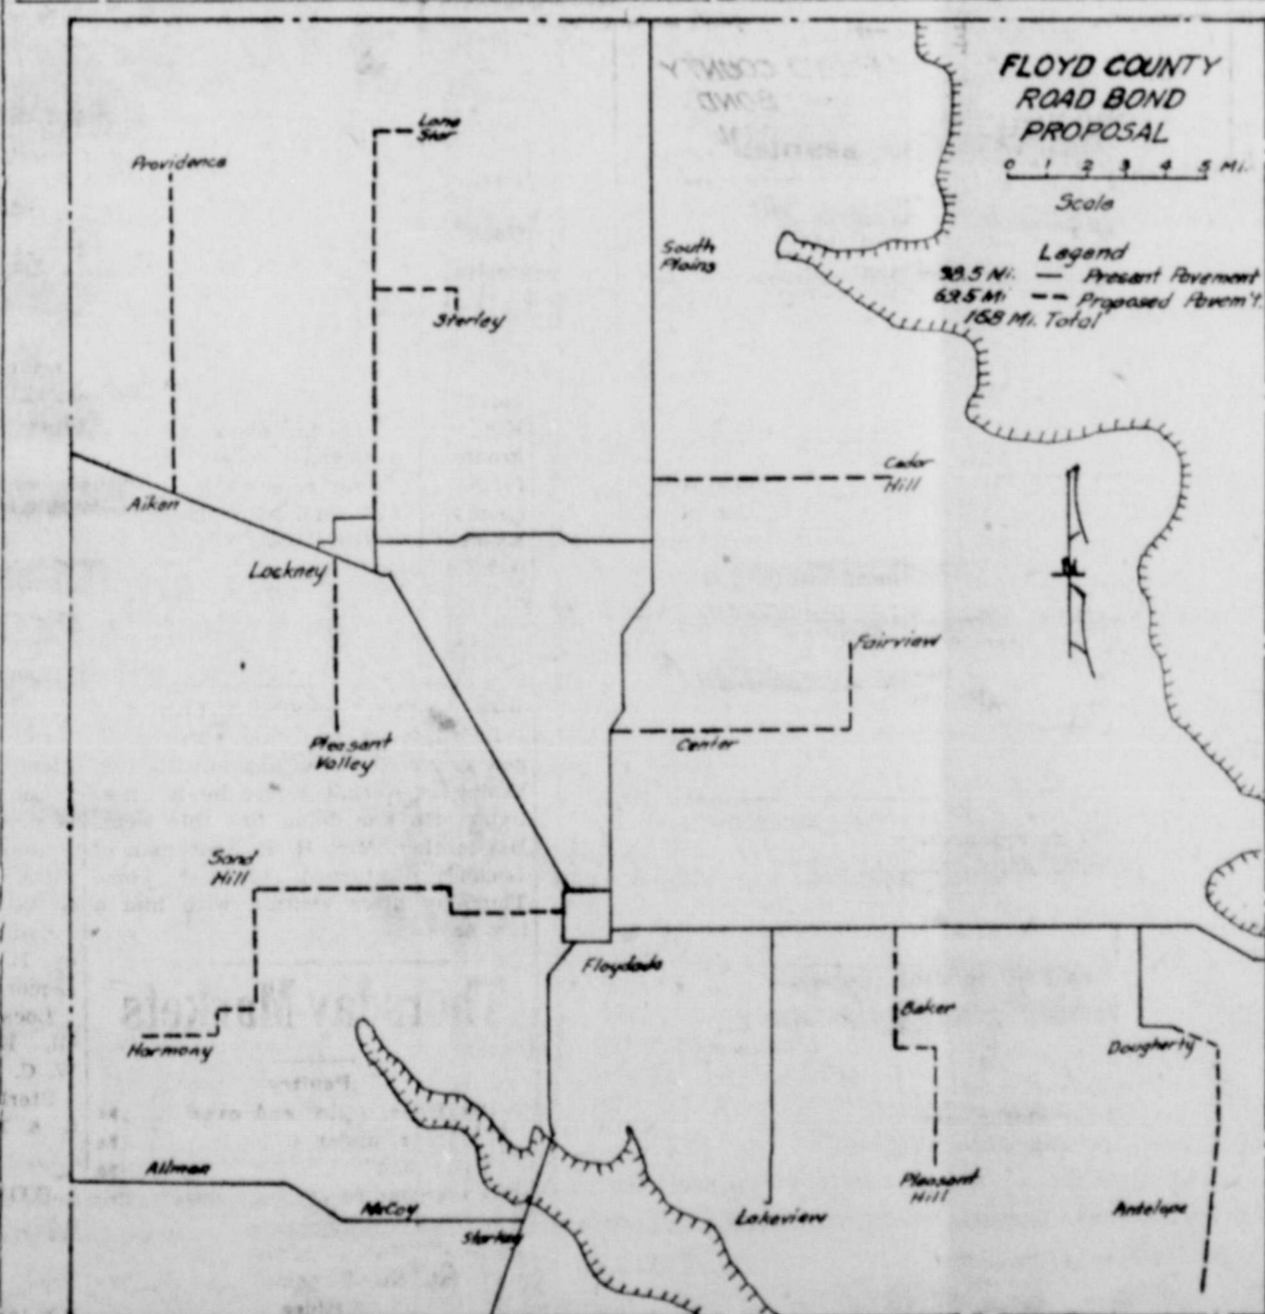 FLOYD COUNTY
ROAD BOND
PROPOSAL
0 1 2 3 4 5 Mi.
Scale
Legend
98.5 Mi. — Present Pavement
69.5 Mi -- Proposed Pavem't.
168 Mi. Total
Lone
Star
Providence
South
Plains
Sterley
Cedar
Hill
Aiken
Lockney
N
Fairview
Center
Pleasant
Valley
Sand
Hill
Floydada
Baker
Dougherty
Harmony
Allmon
McCoy
Starkey
Lakeview
Pleasant
Hill
Antelope